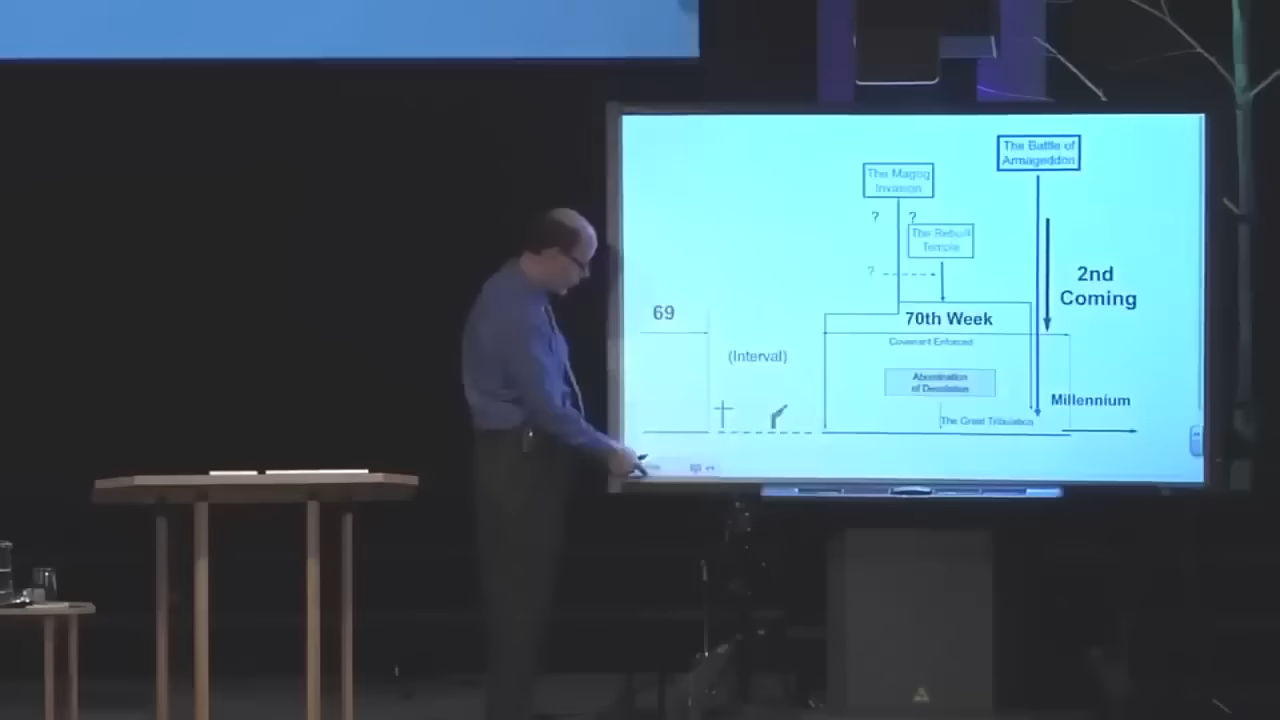 The Battle of
Armageddon
The Magog
Invasion
? ?
The Rebuilt
Temple
?
2nd
Coming
69
70th Week
Covenant Enforced
(Interval)
Abomination
of Desolation
Millennium
The Great Tribulation